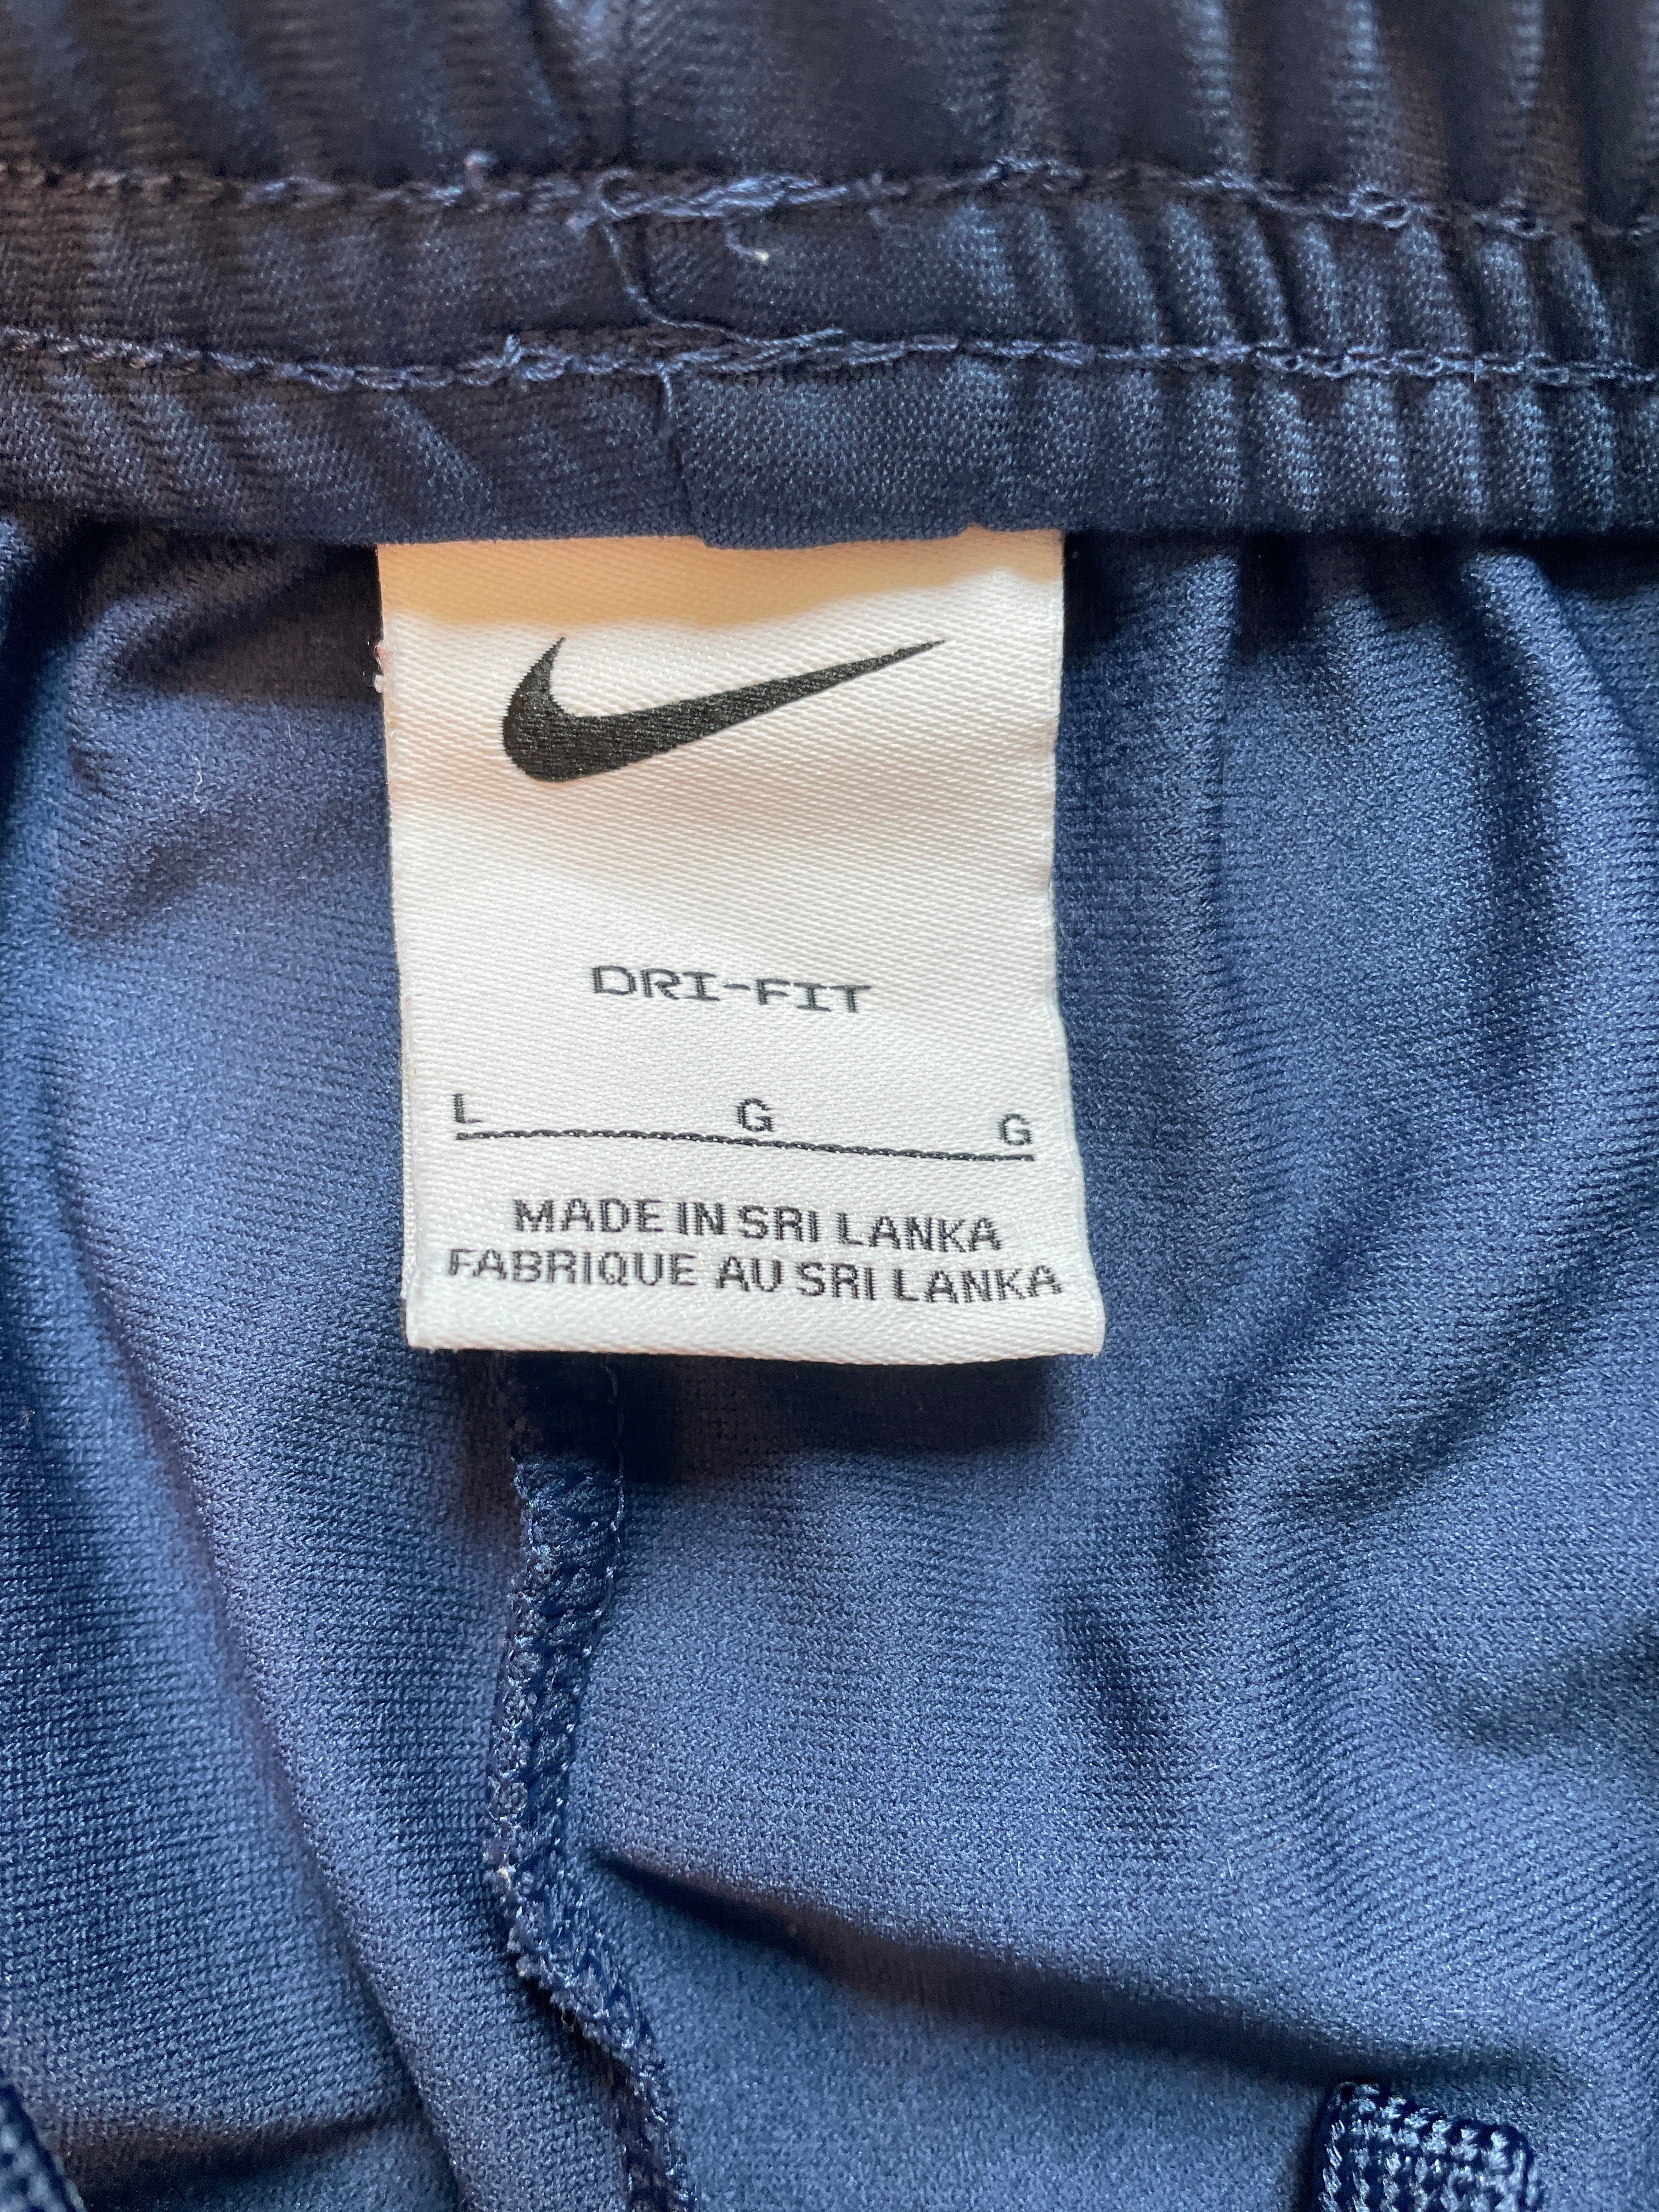 DRI-FIT
L G G
MADE IN SRI LANKA
FABRIQUE AU SRI LANKA